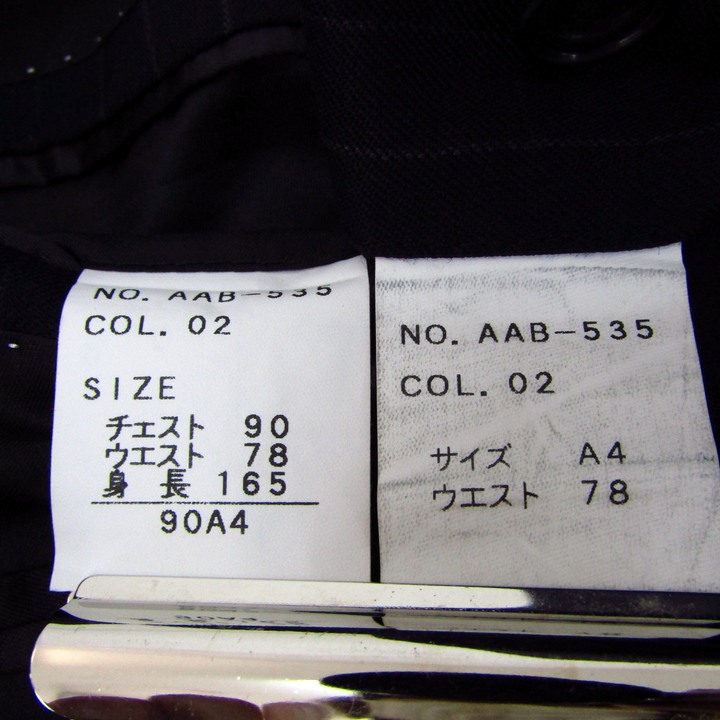 NO. AAB-535
COL. 02
SIZE
チェスト 90
ウエスト 78
身 長 165
90A4
NO. AAB-535
COL. 02
サイズ A4
ウエスト 78